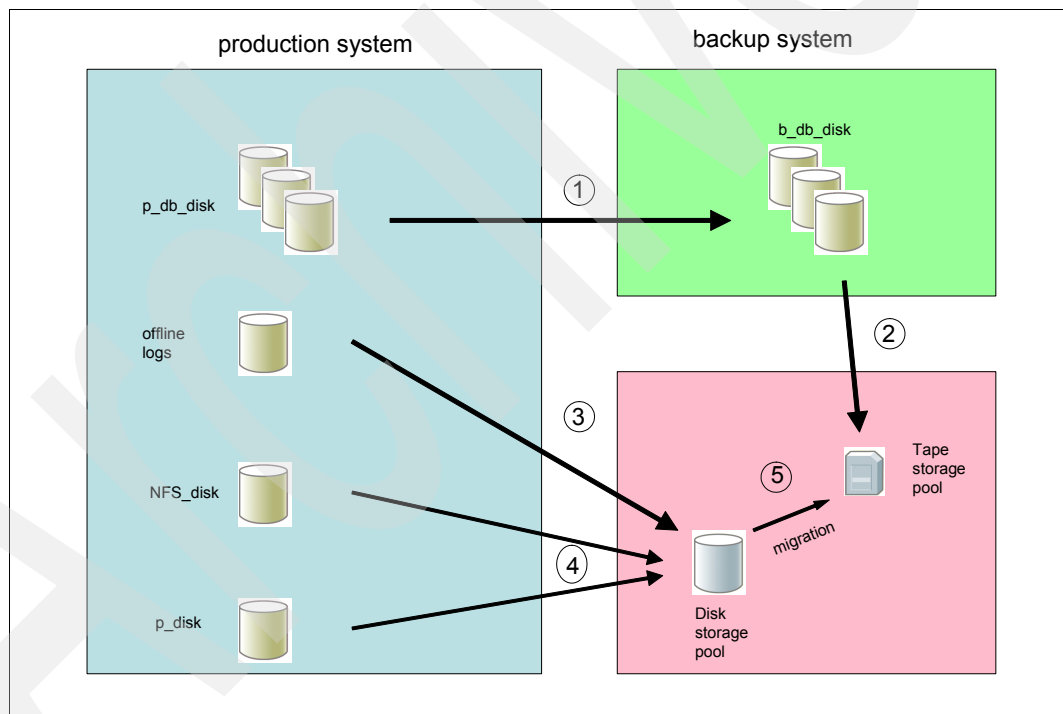 production system
backup system
b_db_disk
p_db_disk
1
offline
logs
2
3
Tape
storage
pool
5
migration
NFS_disk
4
p_disk
Disk
storage
pool